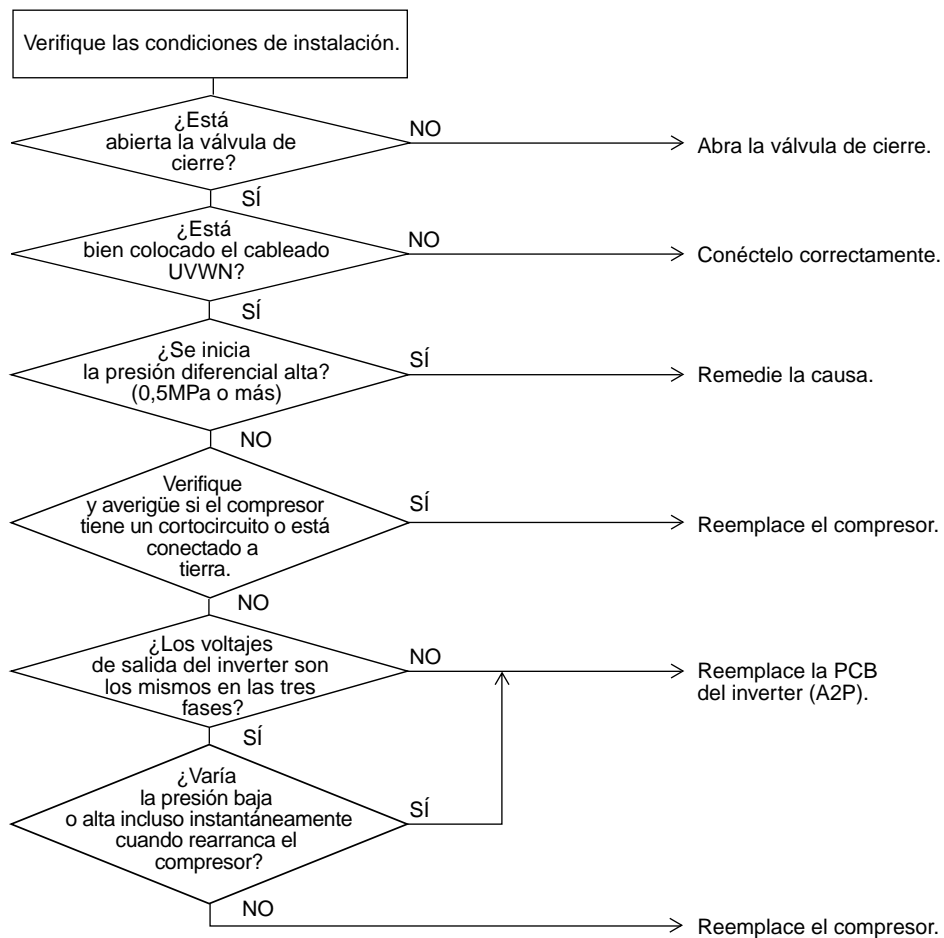 Verifique las condiciones de instalación.
¿Está
abierta la válvula de
cierre?
NO
Abra la válvula de cierre.
SÍ
¿Está
bien colocado el cableado
UVWN?
NO
Conéctelo correctamente.
SÍ
¿Se inicia
la presión diferencial alta?
(0,5MPa o más)
SÍ
Remedie la causa.
NO
Verifique
y averigüe si el compresor
tiene un cortocircuito o está
conectado a
tierra.
SÍ
Reemplace el compresor.
NO
¿Los voltajes
de salida del inverter son
los mismos en las tres
fases?
NO
Reemplace la PCB
del inverter (A2P).
SÍ
¿Varía
la presión baja
o alta incluso instantáneamente
cuando rearranca el
compresor?
SÍ
NO
Reemplace el compresor.